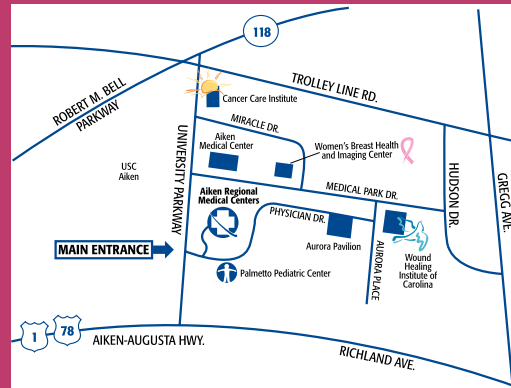 118
ROBERT M. BELL
PARKWAY
TROLLEY LINE RD.
Cancer Care Institute
MIRACLE DR.
UNIVERSITY PARKWAY
Aiken
Medical Center
Women's Breast Health
and Imaging Center
HUDSON DR.
GREGG AVE.
USC
Aiken
MEDICAL PARK DR.
Aiken Regional
Medical Centers
PHYSICIAN DR.
MAIN ENTRANCE
Aurora Pavilion
AURORA PLACE
Wound
Healing
Institute of
Carolina
Palmetto Pediatric Center
1
78
AIKEN-AUGUSTA HWY.
RICHLAND AVE.